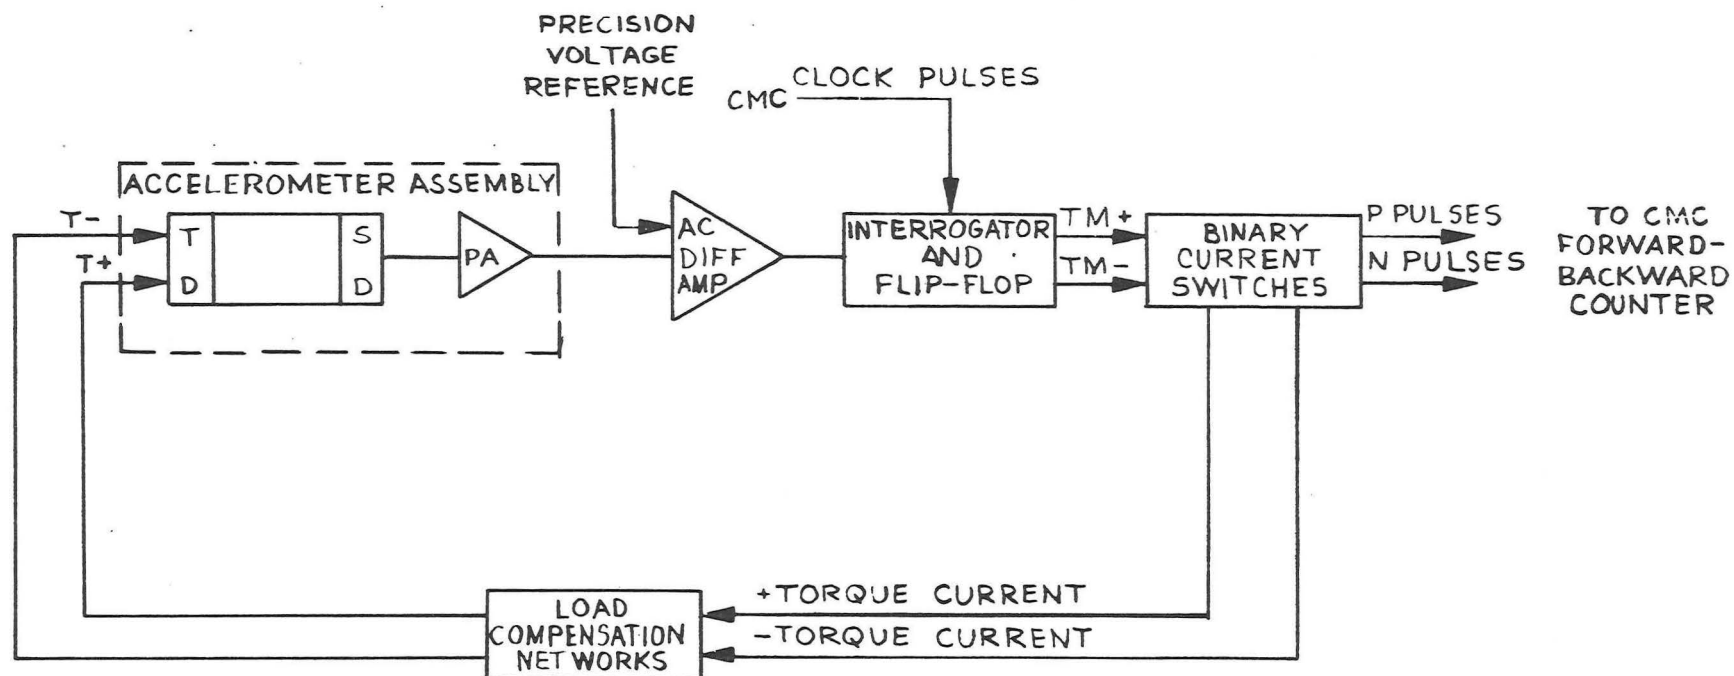 PRECISION
VOLTAGE
REFERENCE
CMC CLOCK PULSES
ACCELEROMETER ASSEMBLY
T-
T+
T
D
S
D
PA
AC
DIFF
AMP
INTERROGATOR
AND
FLIP-FLOP
TM+
TM-
BINARY
CURRENT
SWITCHES
P PULSES
N PULSES
TO CMC
FORWARD-
BACKWARD
COUNTER
LOAD
COMPENSATION
NETWORKS
+TORQUE CURRENT
-TORQUE CURRENT